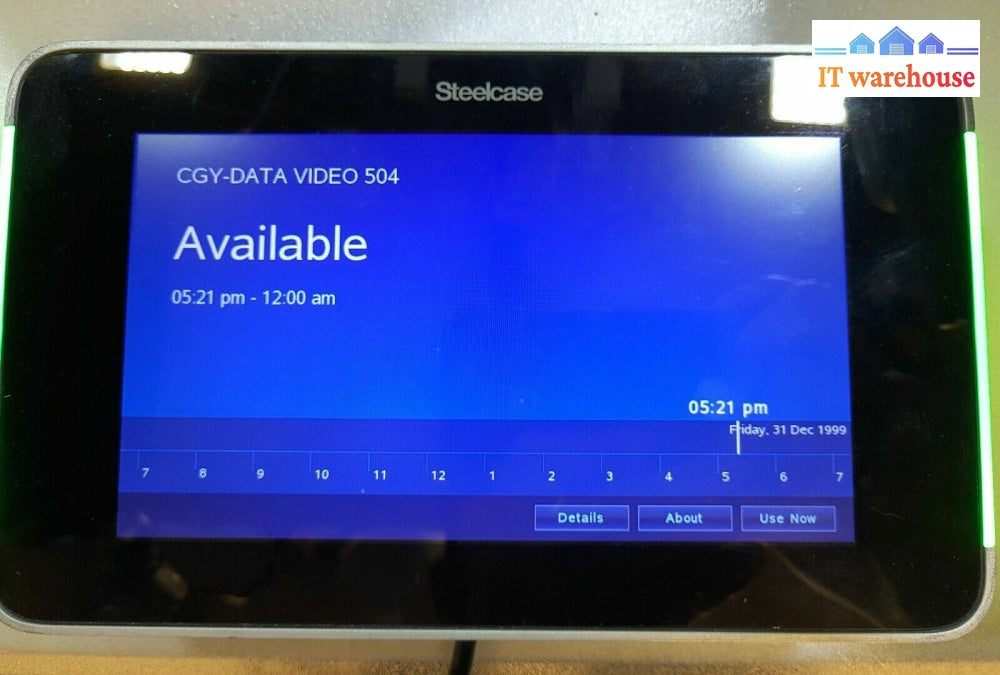 IT warehouse
Steelcase
CGY-DATA VIDEO 504
Available
05:21 pm - 12:00 am
05:21 pm
Friday, 31 Dec 1999
7 8 9 10 11 12 1 2 3 4 5 6 7
Details About Use Now